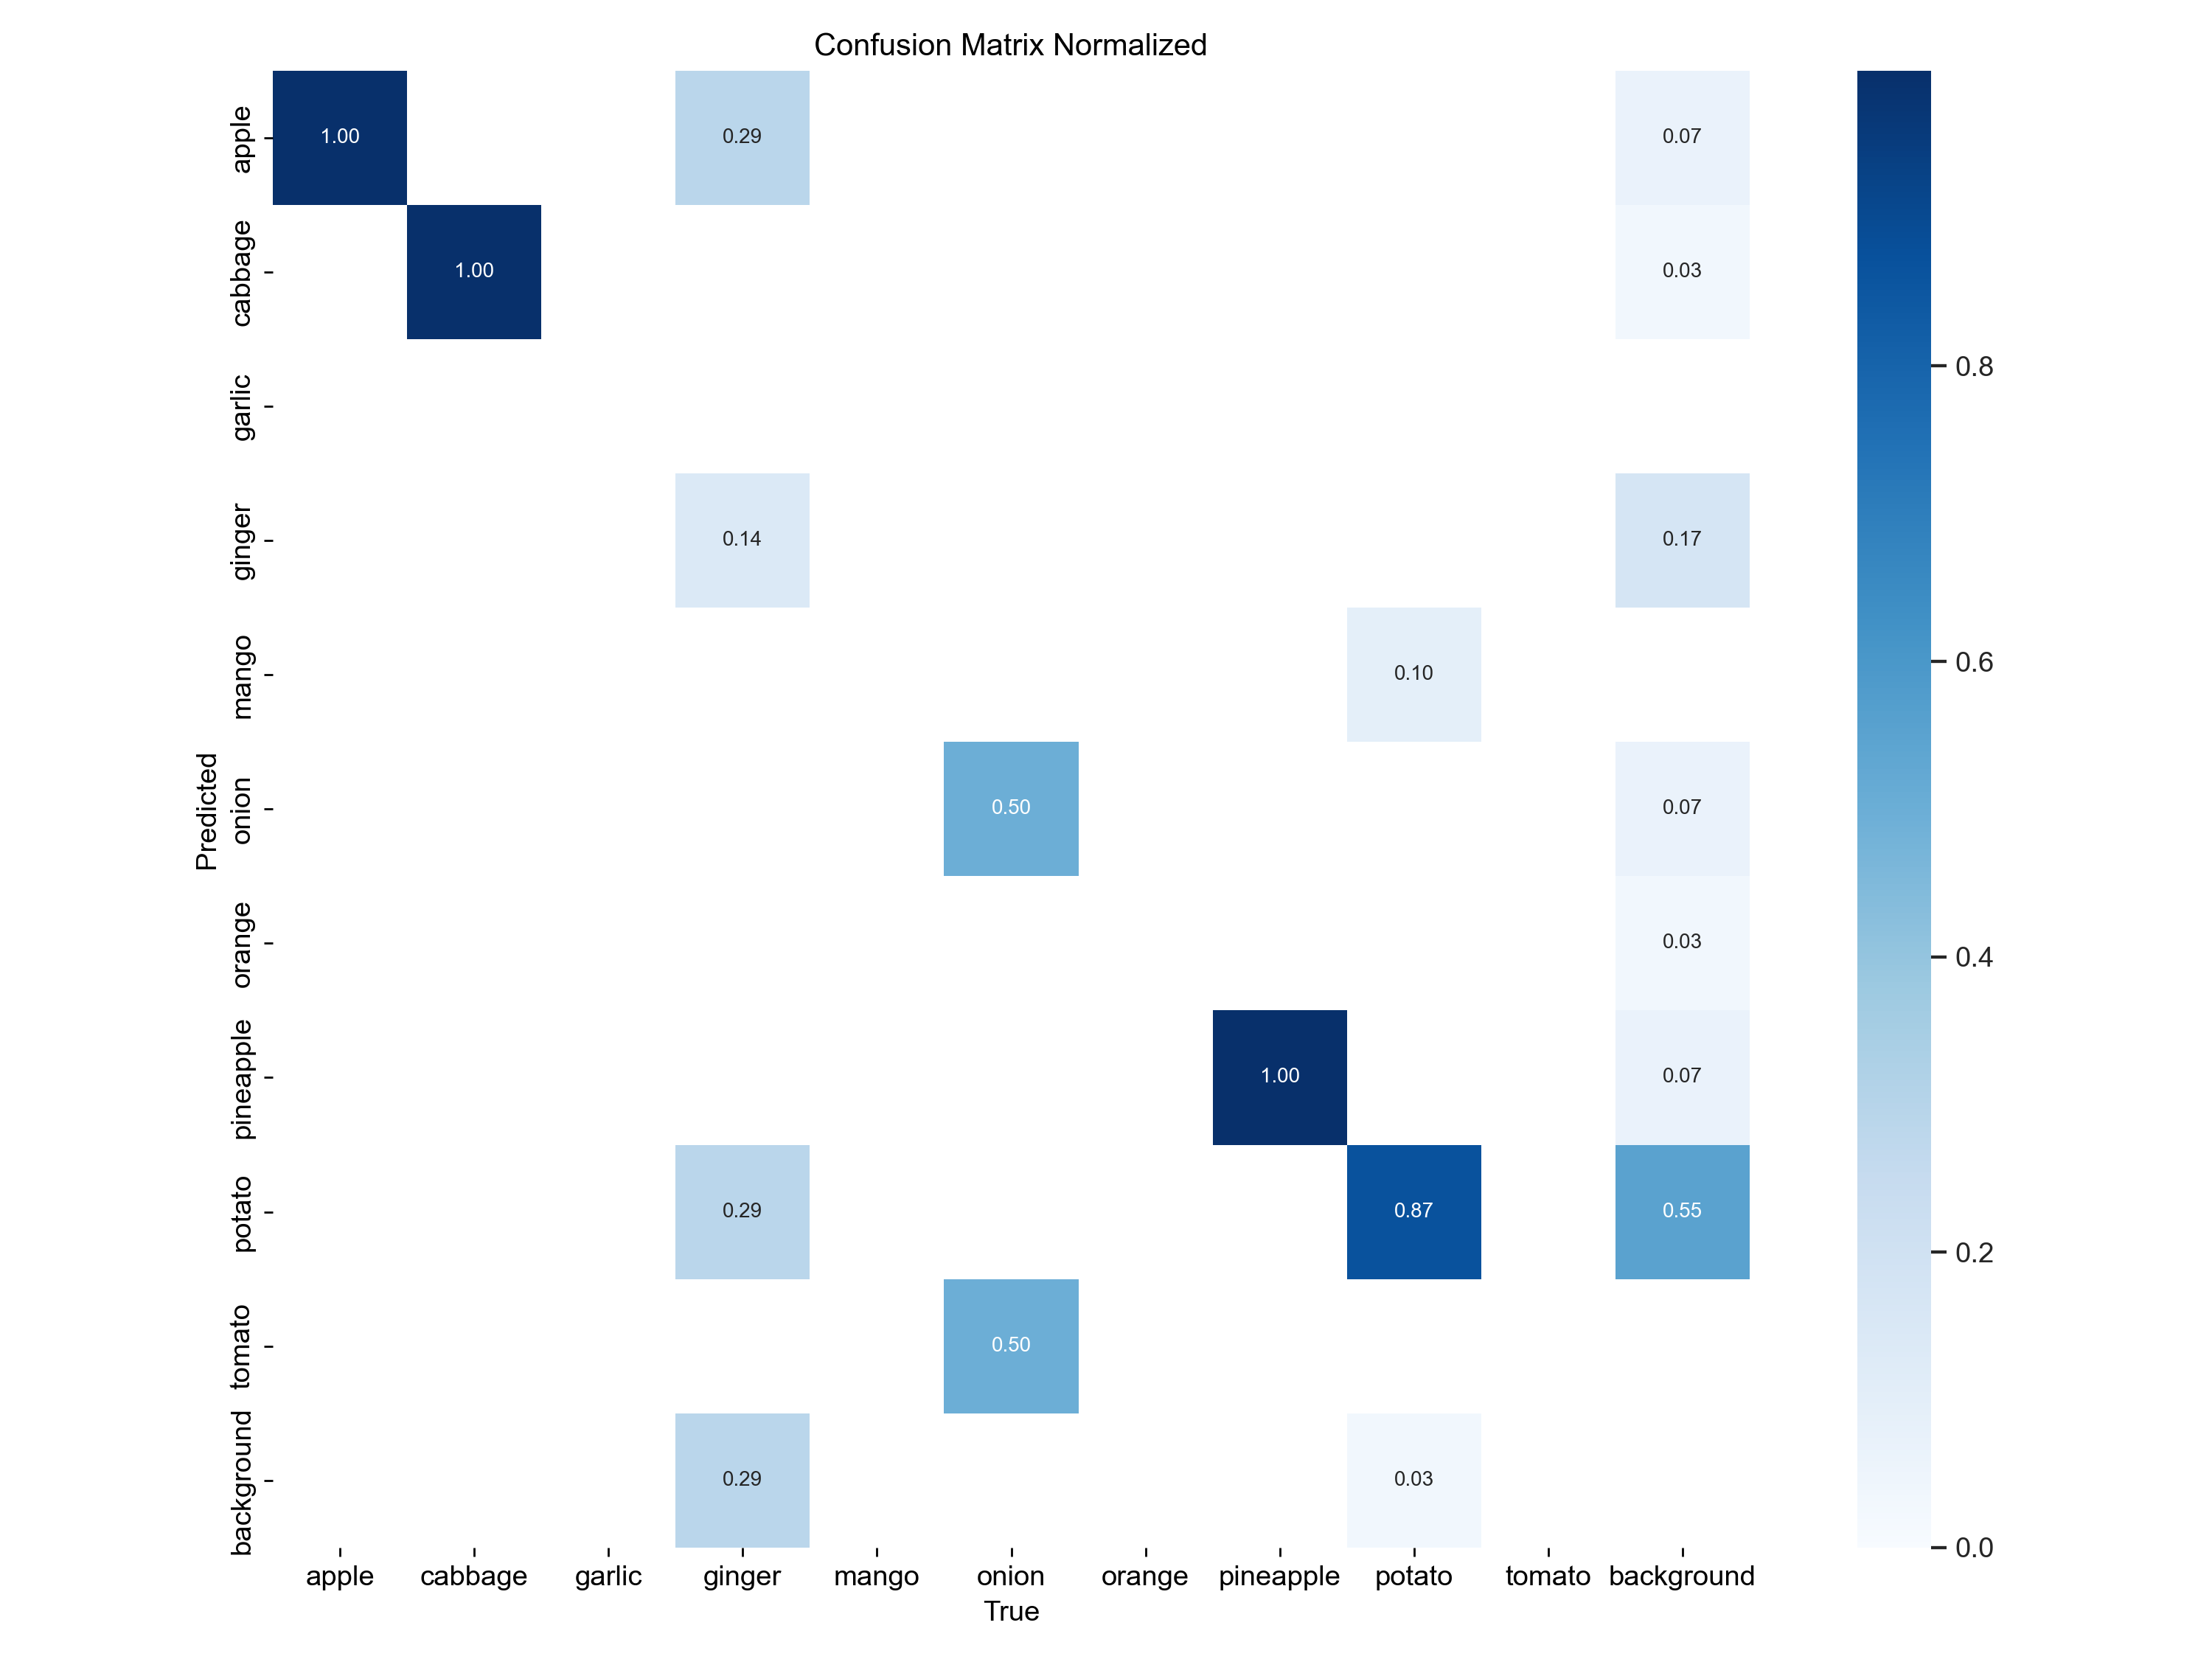 Confusion Matrix Normalized
apple
1.00
0.29
0.07
cabbage
1.00
0.03
garlic
ginger
0.14
0.17
mango
0.10
onion
0.50
0.07
orange
0.03
pineapple
1.00
0.07
potato
0.29
0.87
0.55
tomato
0.50
background
0.29
0.03
Predicted
apple cabbage garlic ginger mango onion orange pineapple potato tomato background
True
0.8
0.6
0.4
0.2
0.0